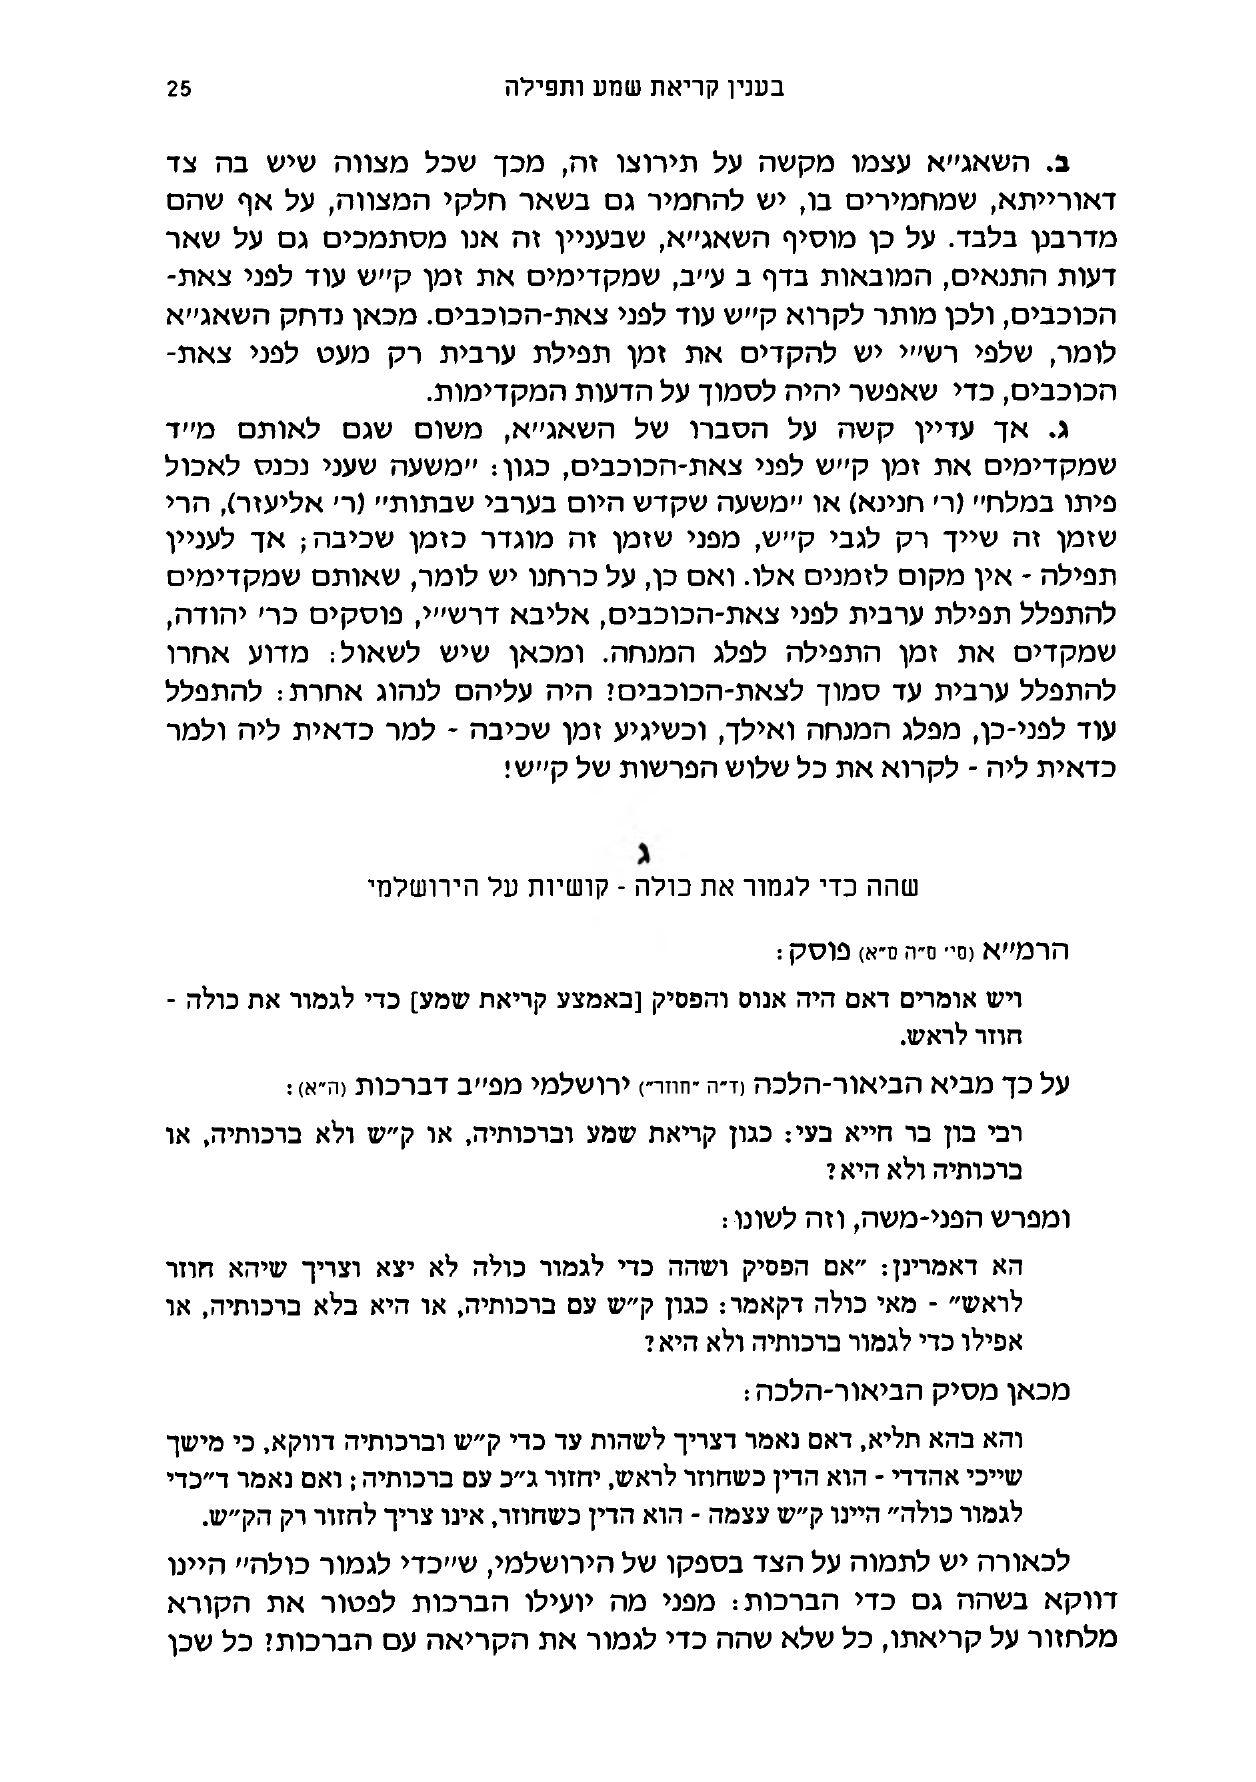 בענין קריאת שמע ותפילה 25
ב. השאג״א עצמו מקשה על תירוצו זה, מכך שכל מצווה שיש בה צד
דאורייתא, שמחמירים בו, יש להחמיר גם בשאר חלקי המצווה, על אף שהם
מדרבנן בלבד. על כן מוסיף השאג״א, שבעניין זה אנו מסתמכים גם על שאר
דעות התנאים, המובאות בדף ב ע״ב, שמקדימים את זמן ק״ש עוד לפני צאת-
הכוכבים, ולכן מותר לקרוא ק״ש עוד לפני צאת-הכוכבים. מכאן נדחק השאג״א
לומר, שלפי רש״י יש להקדים את זמן תפילת ערבית רק מעט לפני צאת-
הכוכבים, כדי שאפשר יהיה לסמוך על הדעות המקדימות.
ג. אך עדיין קשה על הסברו של השאג״א, משום שגם לאותם מ״ד
שמקדימים את זמן ק״ש לפני צאת-הכוכבים, כגון: ״משעה שעני נכנס לאכול
פיתו במלח״ (ר׳ חנינא) או ״משעה שקדש היום בערבי שבתות״ (ר׳ אליעזר), הרי
שזמן זה שייך רק לגבי ק״ש, מפני שזמן זה מוגדר כזמן שכיבה; אך לעניין
תפילה - אין מקום לזמנים אלו. ואם כן, על כרחנו יש לומר, שאותם שמקדימים
להתפלל תפילת ערבית לפני צאת-הכוכבים, אליבא דרש״י, פוסקים כר׳ יהודה,
שמקדים את זמן התפילה לפלג המנחה. ומכאן שיש לשאול: מדוע אחרו
להתפלל ערבית עד סמוך לצאת-הכוכבים? היה עליהם לנהוג אחרת: להתפלל
עוד לפני-כן, מפלג המנחה ואילך, וכשיגיע זמן שכיבה - למר כדאית ליה ולמר
כדאית ליה - לקרוא את כל שלוש הפרשות של ק״ש!
ג
שהה כדי לגמור את כולה - קושיות על הירושלמי
הרמ״א (סי׳ ס״ה ס״א) פוסק:
ויש אומרים דאם היה אנוס והפסיק [באמצע קריאת שמע] כדי לגמור את כולה -
חוזר לראש.
על כך מביא הביאור-הלכה (ד״ה ״חוזר״) ירושלמי מפ״ב דברכות (ה״א):
רבי בון בר חייא בעי: כגון קריאת שמע וברכותיה, או ק״ש ולא ברכותיה, או
ברכותיה ולא היא?
ומפרש הפני-משה, וזה לשונו:
הא דאמרינן: ״אם הפסיק ושהה כדי לגמור כולה לא יצא וצריך שיהא חוזר
לראש״ - מאי כולה דקאמר: כגון ק״ש עם ברכותיה, או היא בלא ברכותיה, או
אפילו כדי לגמור ברכותיה ולא היא?
מכאן מסיק הביאור-הלכה:
והא בהא תליא, דאם נאמר דצריך לשהות עד כדי ק״ש וברכותיה דווקא, כי מישך
שייכי אהדדי - הוא הדין כשחוזר לראש, יחזור ג״כ עם ברכותיה; ואם נאמר ד״כדי
לגמור כולה״ היינו ק״ש עצמה - הוא הדין כשחוזר, אינו צריך לחזור רק הק״ש.
לכאורה יש לתמוה על הצד בספקו של הירושלמי, ש״כדי לגמור כולה״ היינו
דווקא בשהה גם כדי הברכות: מפני מה יועילו הברכות לפטור את הקורא
מלחזור על קריאתו, כל שלא שהה כדי לגמור את הקריאה עם הברכות? כל שכן